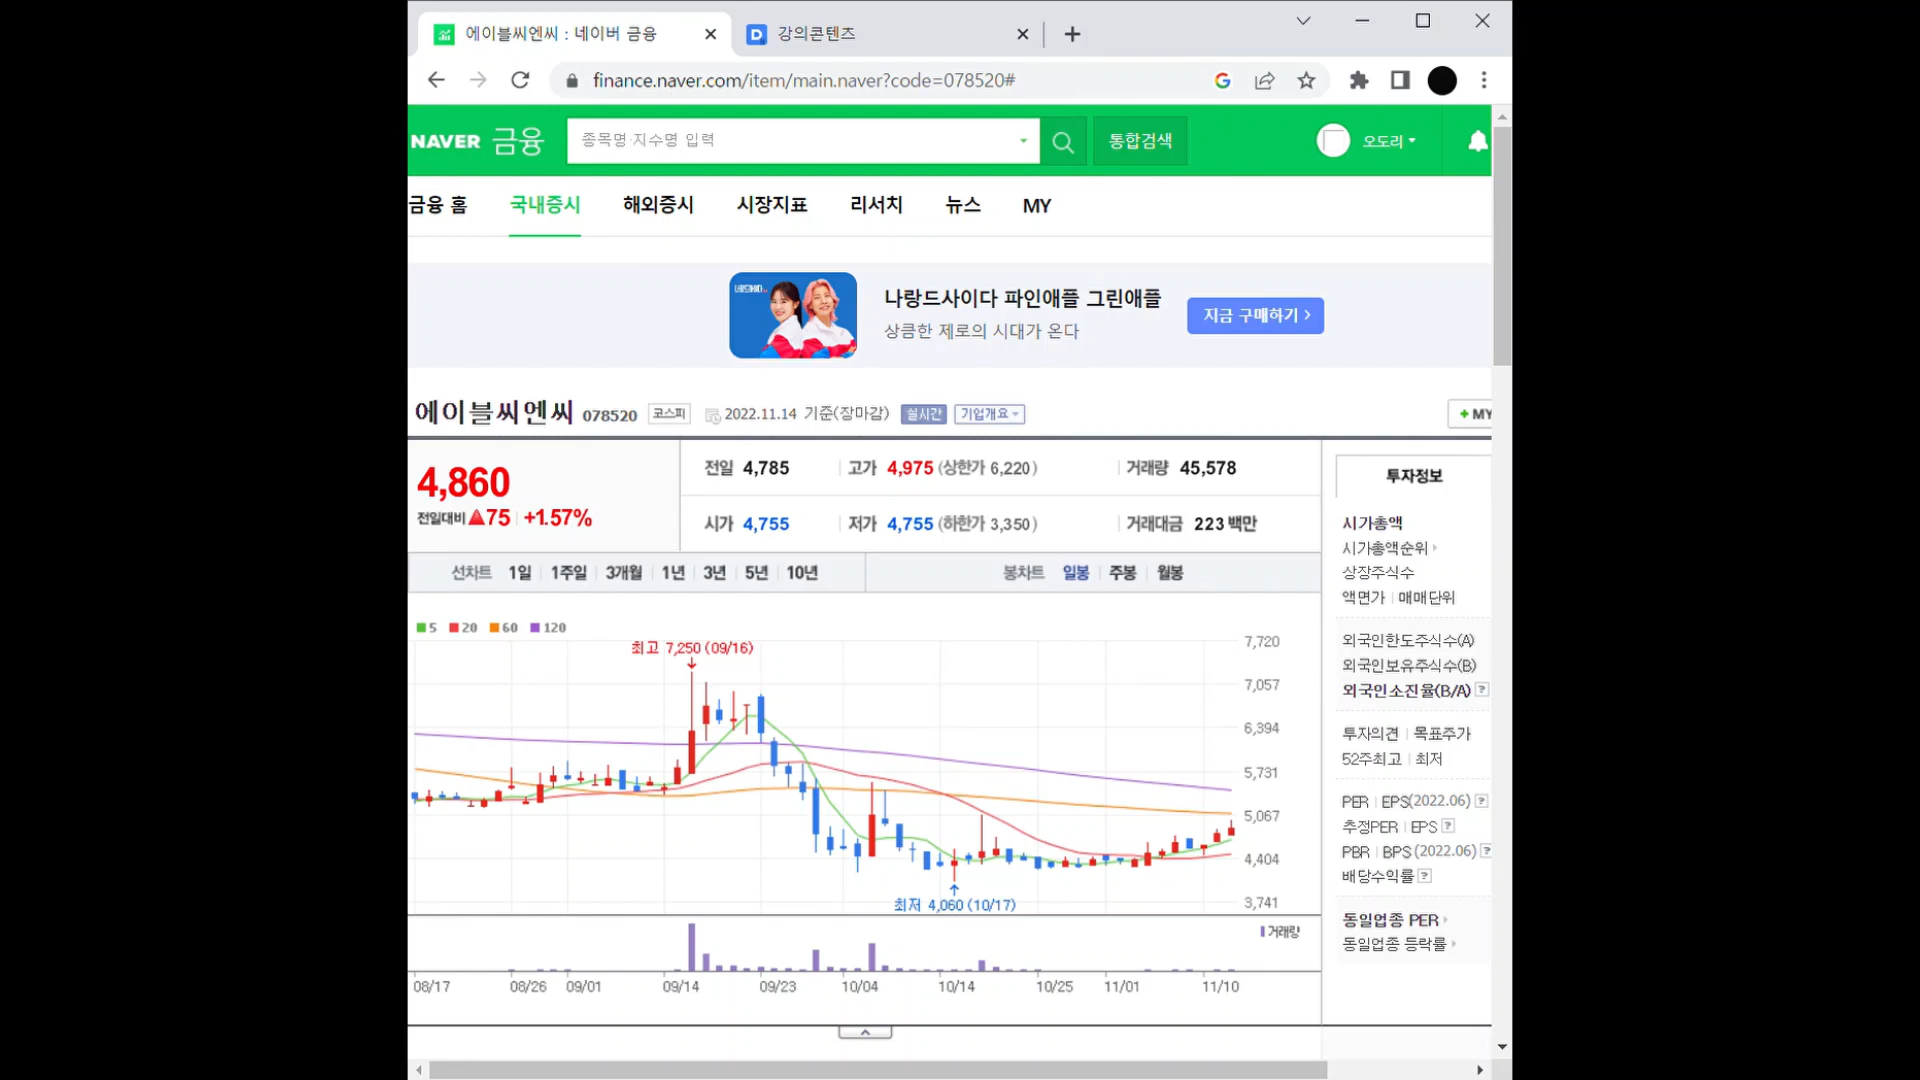 에이블씨엔씨 : 네이버 금융
강의콘텐츠
finance.naver.com/item/main.naver?code=078520#
NAVER 금융
종목명·지수명 입력
통합검색
오도리
금융 홈 국내증시 해외증시 시장지표 리서치 뉴스 MY
나랑드사이다 파인애플 그린애플
상큼한 제로의 시대가 온다
지금 구매하기 >
에이블씨엔씨 078520 코스피 2022.11.14 기준(장마감) 실시간 기업개요
+ MY
4,860
전일대비 ▲75 +1.57%
전일 4,785 고가 4,975 (상한가 6,220) 거래량 45,578
시가 4,755 저가 4,755 (하한가 3,350) 거래대금 223 백만
선차트 1일 1주일 3개월 1년 3년 5년 10년
봉차트 일봉 주봉 월봉
5 20 60 120
최고 7,250 (09/16)
7,720
7,057
6,394
5,731
5,067
4,404
3,741
최저 4,060 (10/17)
거래량
08/17 08/26 09/01 09/14 09/23 10/04 10/14 10/25 11/01 11/10
투자정보
시가총액
시가총액순위
상장주식수
액면가 매매단위
외국인한도주식수(A)
외국인보유주식수(B)
외국인소진율(B/A) ?
투자의견 목표주가
52주최고 최저
PER EPS(2022.06) ?
추정PER EPS ?
PBR BPS (2022.06) ?
배당수익률 ?
동일업종 PER
동일업종 등락률